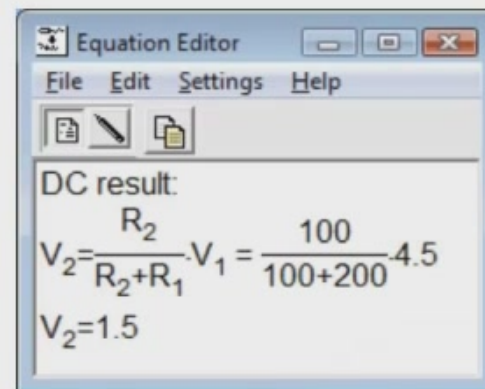 Equation Editor
File Edit Settings Help
DC result:
V₂=R₂/(R₂+R₁)·V₁ = 100/(100+200)·4.5
V₂=1.5